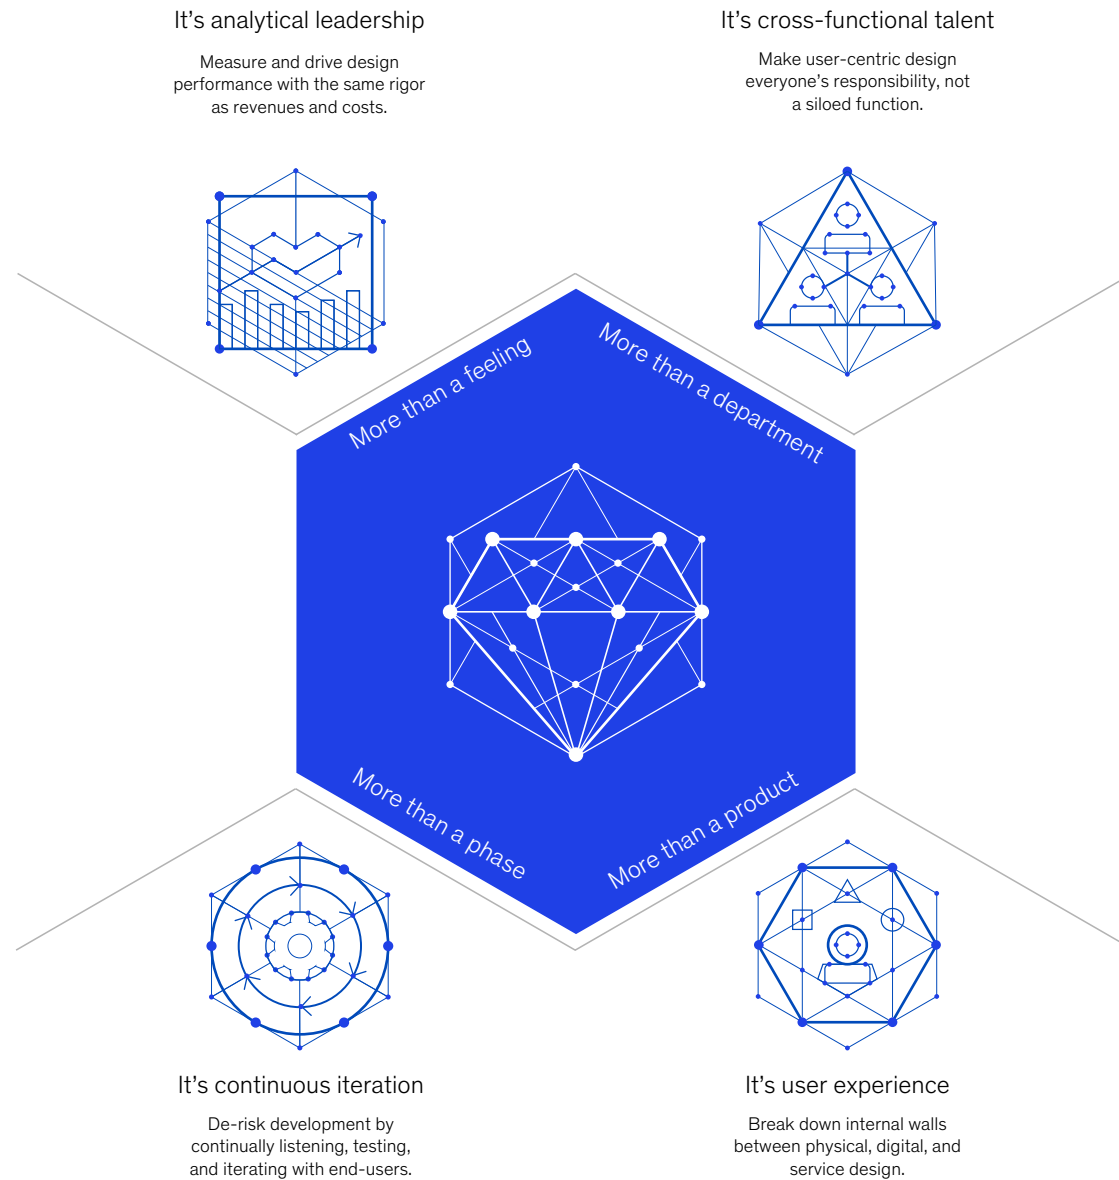 It’s analytical leadership
Measure and drive design
performance with the same rigor
as revenues and costs.
It’s cross-functional talent
Make user-centric design
everyone’s responsibility, not
a siloed function.
More than a feeling
More than a department
More than a phase
More than a product
It’s continuous iteration
De-risk development by
continually listening, testing,
and iterating with end-users.
It’s user experience
Break down internal walls
between physical, digital, and
service design.